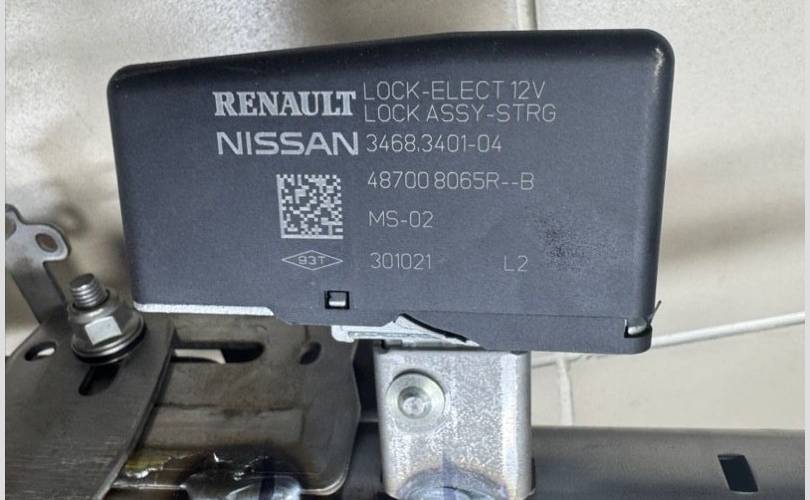 RENAULT LOCK-ELECT 12V
LOCK ASSY-STRG
NISSAN 3468.3401-04
48700 8065R--B
MS-02
93T 301021 L2